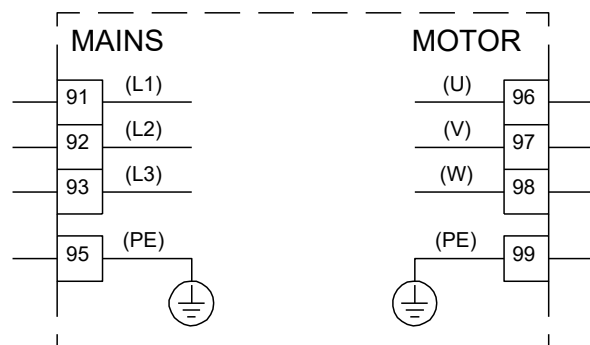 MAINS MOTOR
91 (L1) (U) 96
92 (L2) (V) 97
93 (L3) (W) 98
95 (PE) (PE) 99